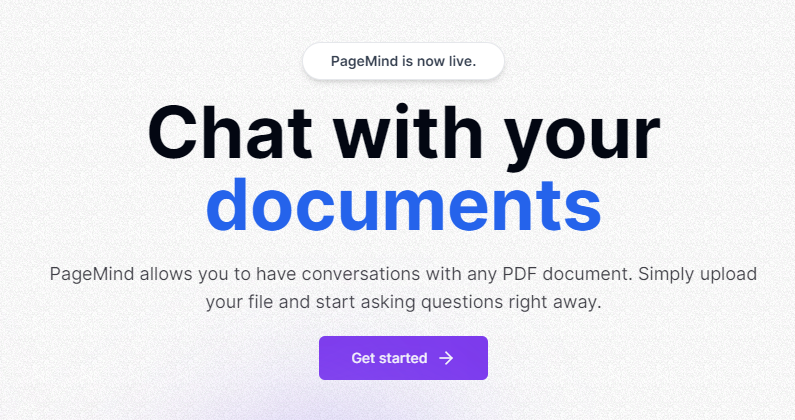 PageMind is now live.
Chat with your
documents
PageMind allows you to have conversations with any PDF document. Simply upload
your file and start asking questions right away.
Get started →